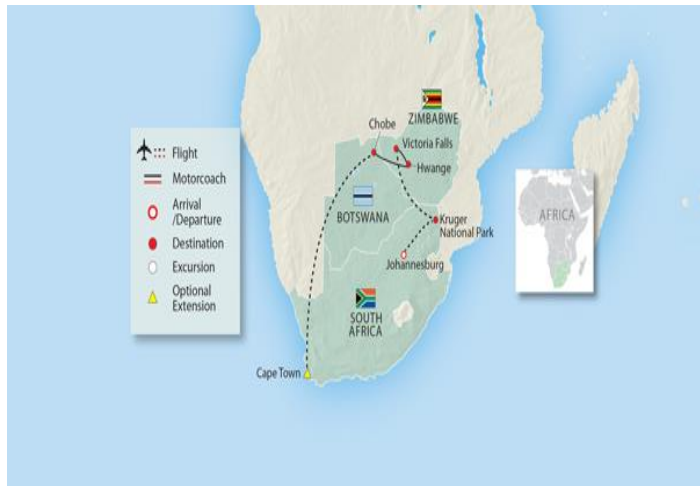 Flight
Motorcoach
Arrival
/Departure
Destination
Excursion
Optional
Extension
ZIMBABWE
Chobe
Victoria Falls
Hwange
BOTSWANA
Kruger
National Park
Johannesburg
SOUTH
AFRICA
Cape Town
AFRICA